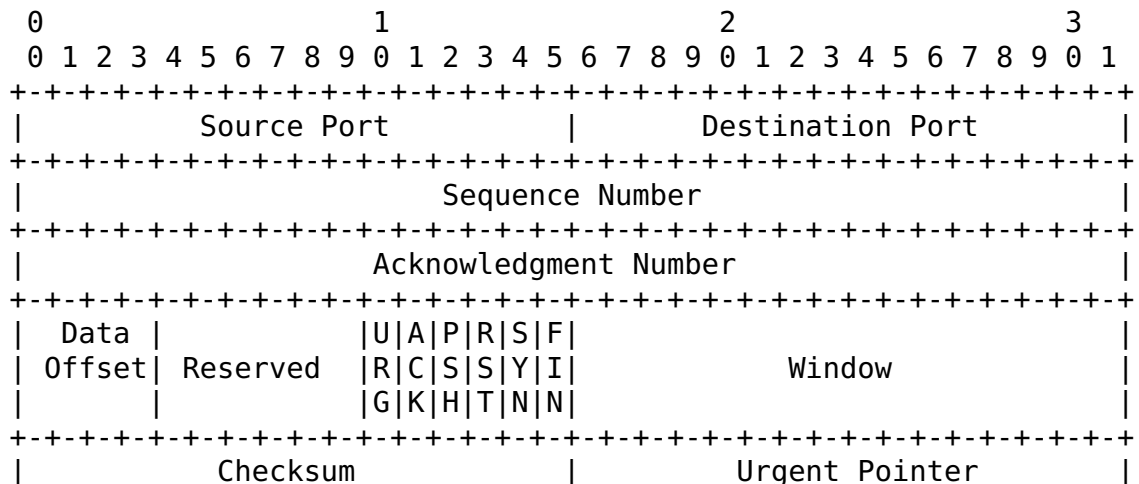 0                   1                   2                   3
 0 1 2 3 4 5 6 7 8 9 0 1 2 3 4 5 6 7 8 9 0 1 2 3 4 5 6 7 8 9 0 1
+-+-+-+-+-+-+-+-+-+-+-+-+-+-+-+-+-+-+-+-+-+-+-+-+-+-+-+-+-+-+-+-+
|          Source Port          |       Destination Port        |
+-+-+-+-+-+-+-+-+-+-+-+-+-+-+-+-+-+-+-+-+-+-+-+-+-+-+-+-+-+-+-+-+
|                        Sequence Number                        |
+-+-+-+-+-+-+-+-+-+-+-+-+-+-+-+-+-+-+-+-+-+-+-+-+-+-+-+-+-+-+-+-+
|                    Acknowledgment Number                      |
+-+-+-+-+-+-+-+-+-+-+-+-+-+-+-+-+-+-+-+-+-+-+-+-+-+-+-+-+-+-+-+-+
|  Data |           |U|A|P|R|S|F|                               |
| Offset| Reserved  |R|C|S|S|Y|I|            Window             |
|       |           |G|K|H|T|N|N|                               |
+-+-+-+-+-+-+-+-+-+-+-+-+-+-+-+-+-+-+-+-+-+-+-+-+-+-+-+-+-+-+-+-+
|           Checksum            |         Urgent Pointer        |